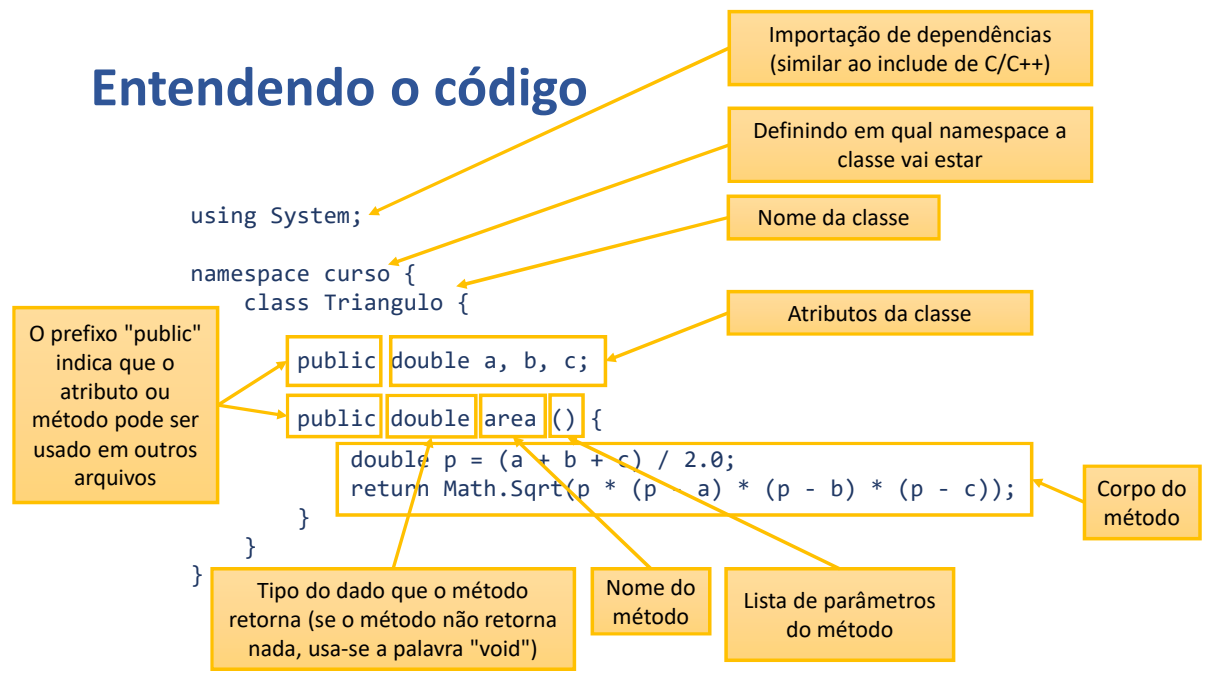 Entendendo o código
Importação de dependências
(similar ao include de C/C++)
Definindo em qual namespace a
classe vai estar
Nome da classe
Atributos da classe
using System;
namespace curso {
class Triangulo {
public double a, b, c;
public double area () {
double p = (a + b + c) / 2.0;
return Math.Sqrt(p * (p - a) * (p - b) * (p - c));
}
}
}
O prefixo "public"
indica que o
atributo ou
método pode ser
usado em outros
arquivos
Corpo do
método
Tipo do dado que o método
retorna (se o método não retorna
nada, usa-se a palavra "void")
Nome do
método
Lista de parâmetros
do método